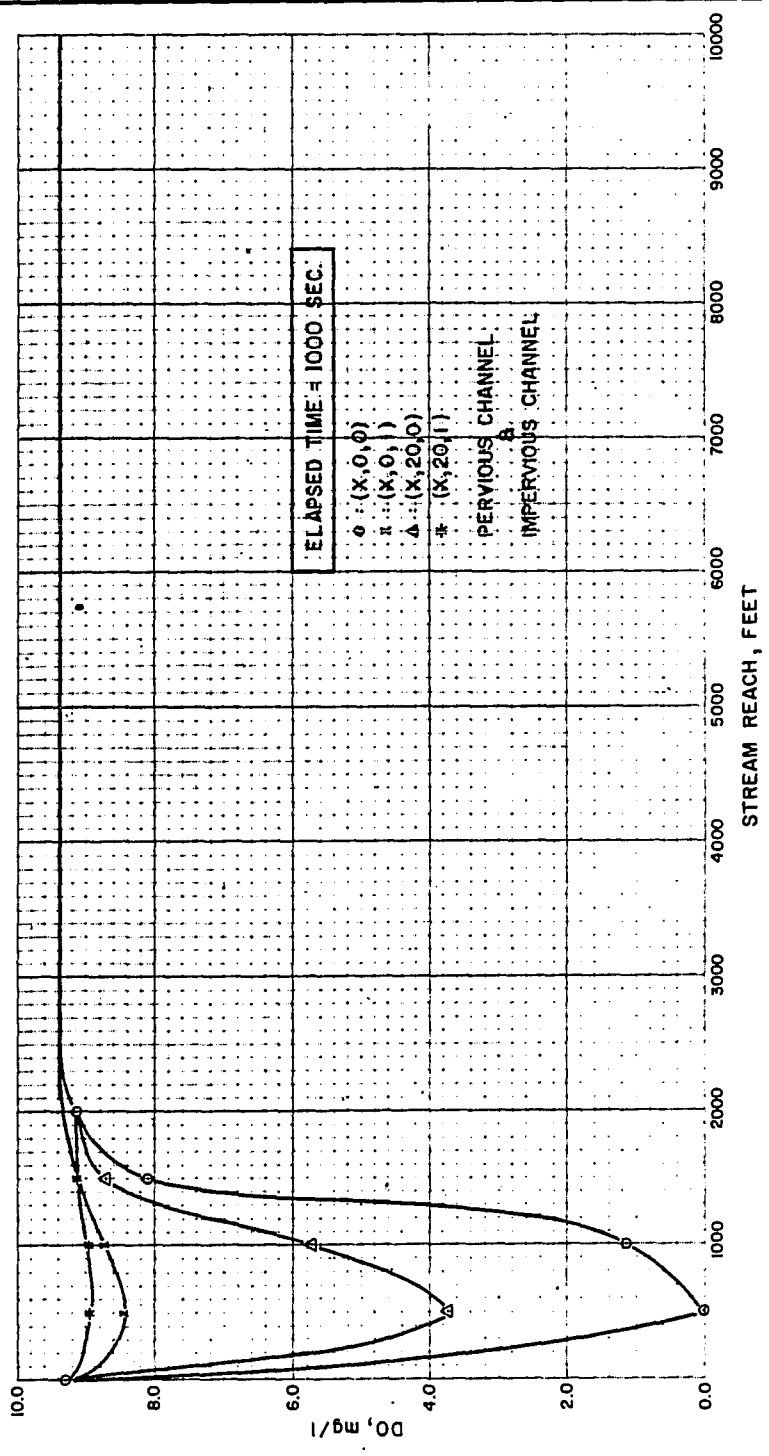 10.0
8.0
6.0
4.0
2.0
0.0
DO, mg/l
1000
2000
3000
4000
5000
6000
7000
8000
9000
10000
STREAM REACH, FEET
ELAPSED TIME = 1000 SEC.
: (X,0,0)
: (X,0,1)
: (X,20,0)
(X,20,1)
PERVIOUS CHANNEL
&
IMPERVIOUS CHANNEL